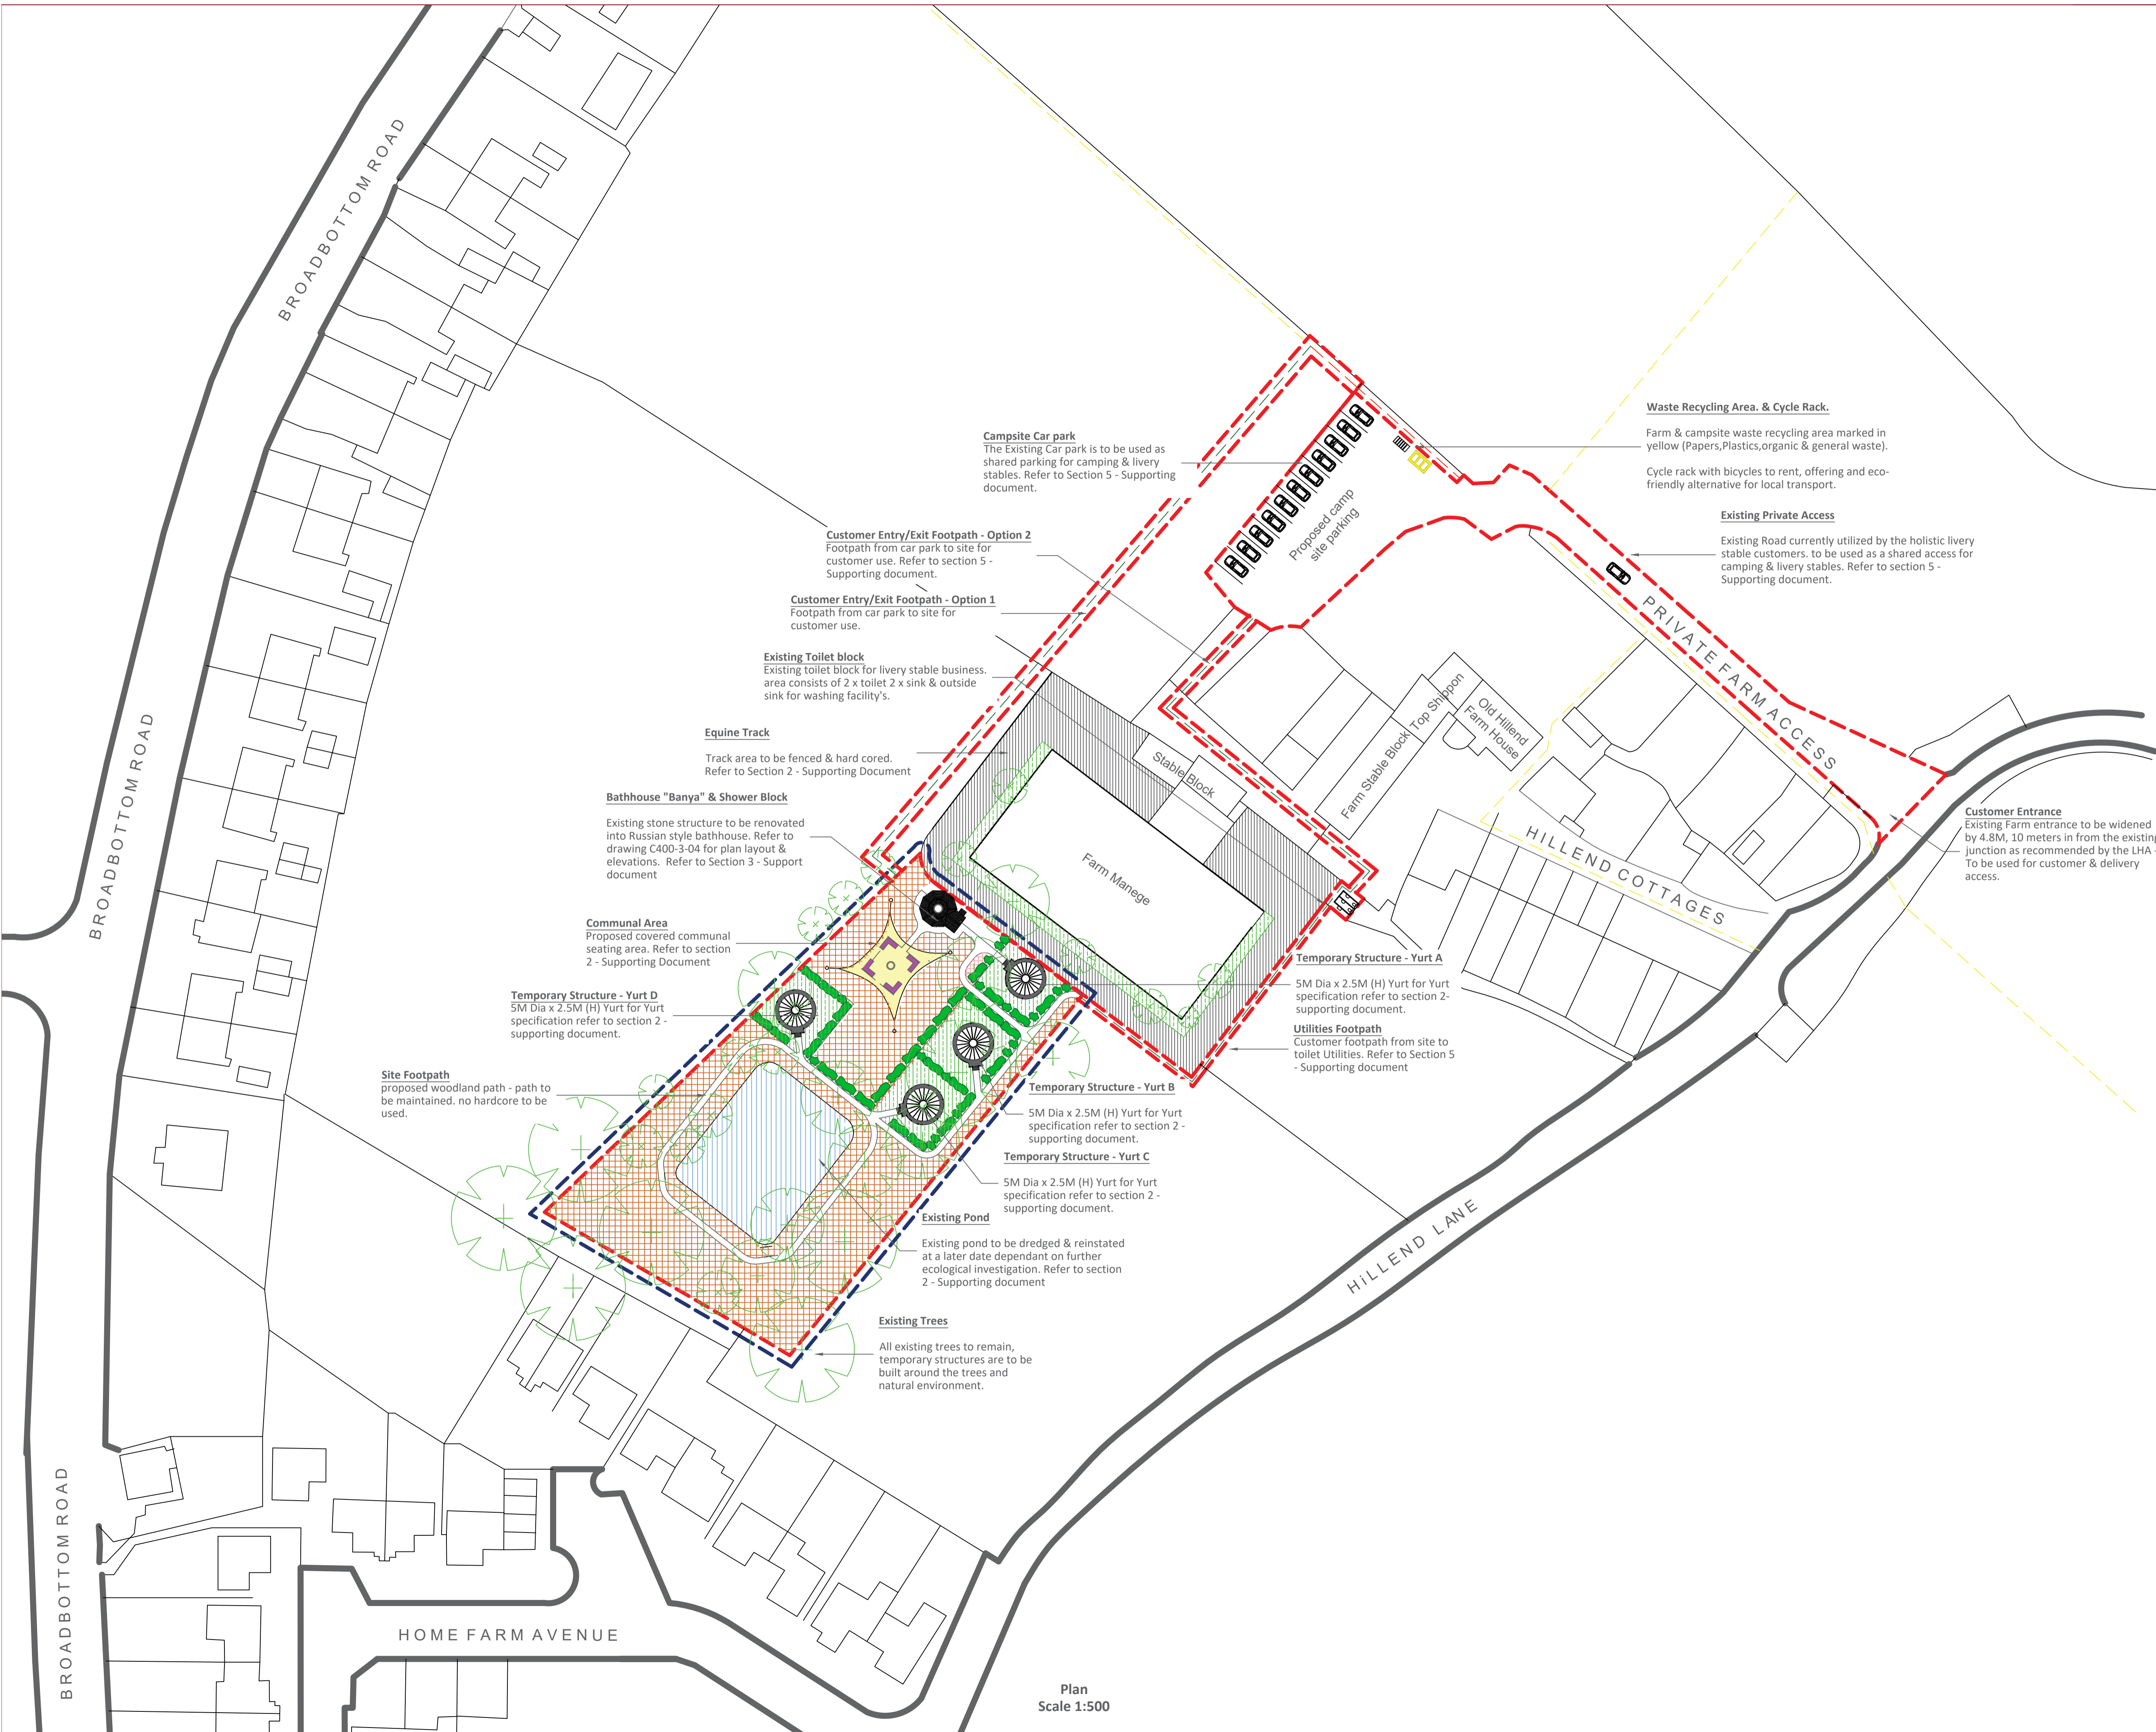 BROADBOTTOM ROAD
BROADBOTTOM ROAD
BROADBOTTOM ROAD
Campsite Car park
The Existing Car park is to be used as
shared parking for camping & livery
stables. Refer to Section 5 - Supporting
document.
Waste Recycling Area. & Cycle Rack.
Farm & campsite waste recycling area marked in
yellow (Papers,Plastics,organic & general waste).
Cycle rack with bicycles to rent, offering and eco-
friendly alternative for local transport.
Proposed camp
site parking
Existing Private Access
Existing Road currently utilized by the holistic livery
stable customers. to be used as a shared access for
camping & livery stables. Refer to section 5 -
Supporting document.
Customer Entry/Exit Footpath - Option 2
Footpath from car park to site for
customer use. Refer to section 5 -
Supporting document.
Customer Entry/Exit Footpath - Option 1
Footpath from car park to site for
customer use.
PRIVATE FARM ACCESS
Existing Toilet block
Existing toilet block for livery stable business.
area consists of 2 x toilet 2 x sink & outside
sink for washing facility's.
Farm Stable Block Top Shippon
Old Hillend
Farm House
Equine Track
Track area to be fenced & hard cored.
Refer to Section 2 - Supporting Document
Stable Block
Farm Manege
Bathhouse "Banya" & Shower Block
Existing stone structure to be renovated
into Russian style bathhouse. Refer to
drawing C400-3-04 for plan layout &
elevations. Refer to Section 3 - Support
document
HILLEND COTTAGES
Customer Entrance
Existing Farm entrance to be widened
by 4.8M, 10 meters in from the existing
junction as recommended by the LHA -
To be used for customer & delivery
access.
Communal Area
Proposed covered communal
seating area. Refer to section
2 - Supporting Document
Temporary Structure - Yurt A
5M Dia x 2.5M (H) Yurt for Yurt
specification refer to section 2-
supporting document.
Temporary Structure - Yurt D
5M Dia x 2.5M (H) Yurt for Yurt
specification refer to section 2 -
supporting document.
Utilities Footpath
Customer footpath from site to
toilet Utilities. Refer to Section 5
- Supporting document
Site Footpath
proposed woodland path - path to
be maintained. no hardcore to be
used.
Temporary Structure - Yurt B
5M Dia x 2.5M (H) Yurt for Yurt
specification refer to section 2 -
supporting document.
Temporary Structure - Yurt C
5M Dia x 2.5M (H) Yurt for Yurt
specification refer to section 2 -
supporting document.
Existing Pond
Existing pond to be dredged & reinstated
at a later date dependant on further
ecological investigation. Refer to section
2 - Supporting document
HiLLEND LANE
Existing Trees
All existing trees to remain,
temporary structures are to be
built around the trees and
natural environment.
HOME FARM AVENUE
Plan
Scale 1:500